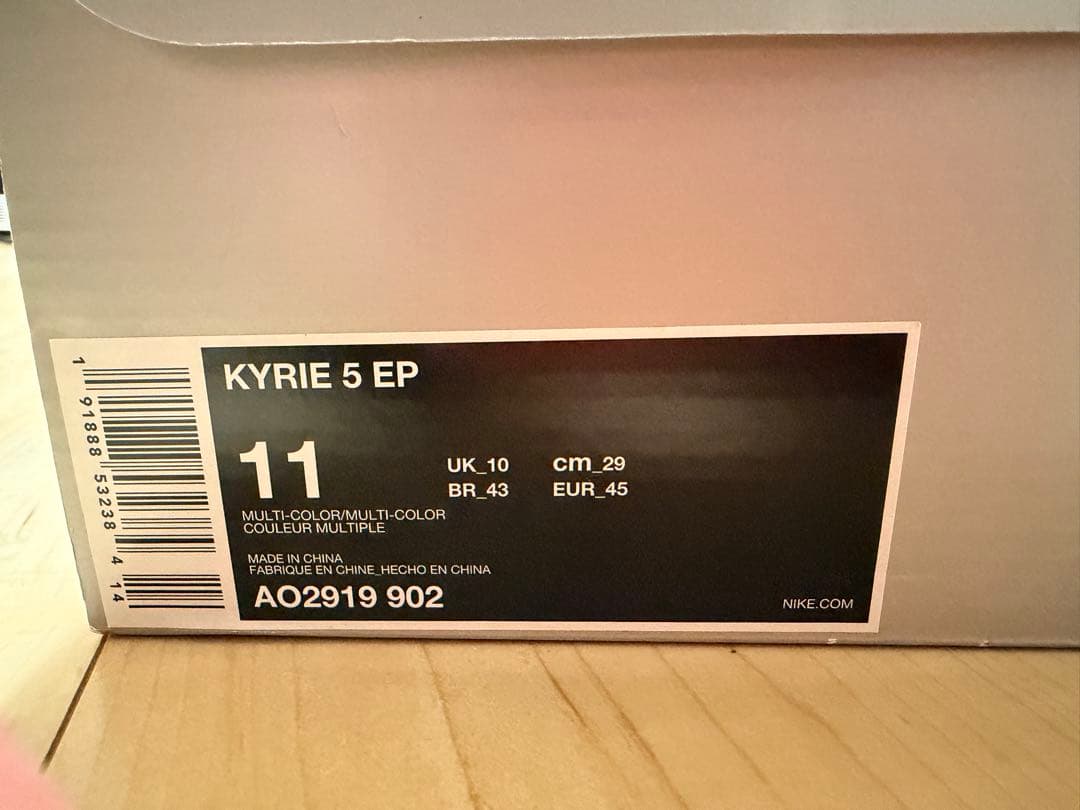 KYRIE 5 EP
11
UK_10 cm_29
BR_43 EUR_45
MULTI-COLOR/MULTI-COLOR
COULEUR MULTIPLE
MADE IN CHINA
FABRIQUE EN CHINE_HECHO EN CHINA
AO2919 902
NIKE.COM
1 91888 53238 4 14